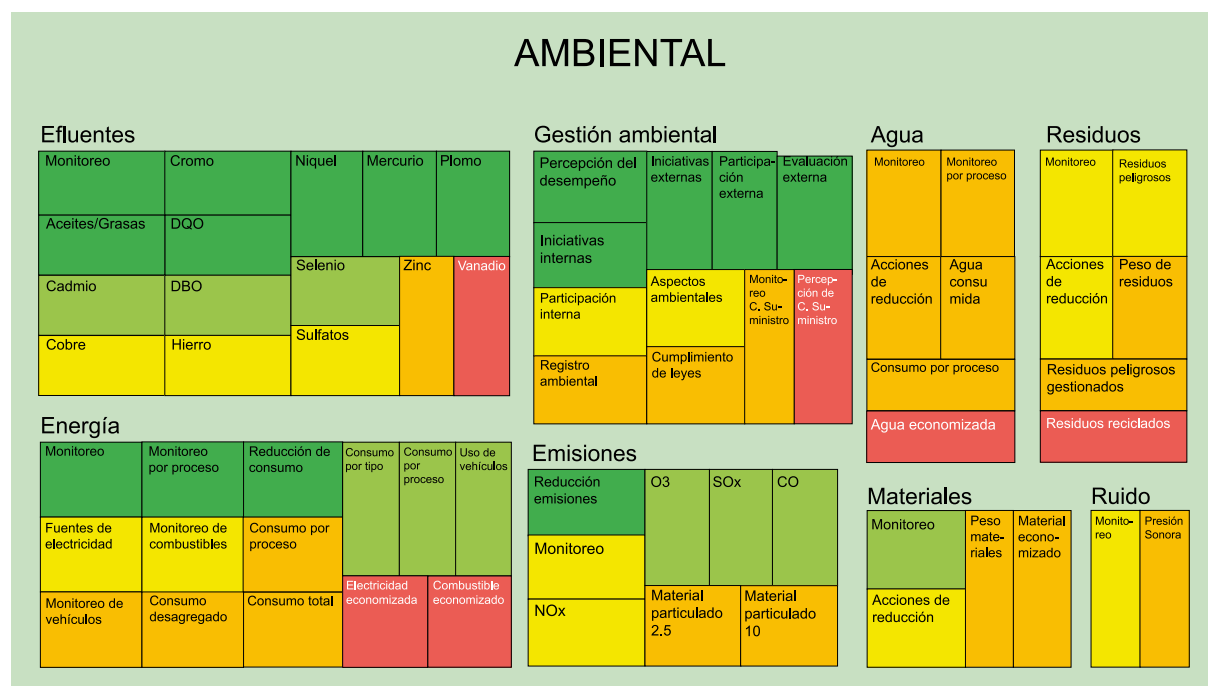 AMBIENTAL
Efluentes
Monitoreo
Cromo
Niquel
Mercurio
Plomo
Aceites/Grasas
DQO
Cadmio
DBO
Selenio
Zinc
Vanadio
Cobre
Hierro
Sulfatos
Gestión ambiental
Percepción del
desempeño
Iniciativas
externas
Participa-
ción
externa
Evaluación
externa
Iniciativas
internas
Participación
interna
Aspectos
ambientales
Monito-
reo
C. Su-
ministro
Percep-
ción de
C. Su-
ministro
Registro
ambiental
Cumplimiento
de leyes
Agua
Monitoreo
Monitoreo
por proceso
Acciones
de
reducción
Agua
consu
mida
Consumo por proceso
Agua economizada
Residuos
Monitoreo
Residuos
peligrosos
Acciones
de
reducción
Peso de
residuos
Residuos peligrosos
gestionados
Residuos reciclados
Energía
Monitoreo
Monitoreo
por proceso
Reducción de
consumo
Consumo
por tipo
Consumo
por
proceso
Uso de
vehículos
Fuentes de
electricidad
Monitoreo de
combustibles
Consumo por
proceso
Electricidad
economizada
Combustible
economizado
Monitoreo de
vehículos
Consumo
desagregado
Consumo total
Emisiones
Reducción
emisiones
O3
SOx
CO
Monitoreo
NOx
Material
particulado
2.5
Material
particulado
10
Materiales
Monitoreo
Peso
mate-
riales
Material
econo-
mizado
Acciones de
reducción
Ruido
Monito-
reo
Presión
Sonora